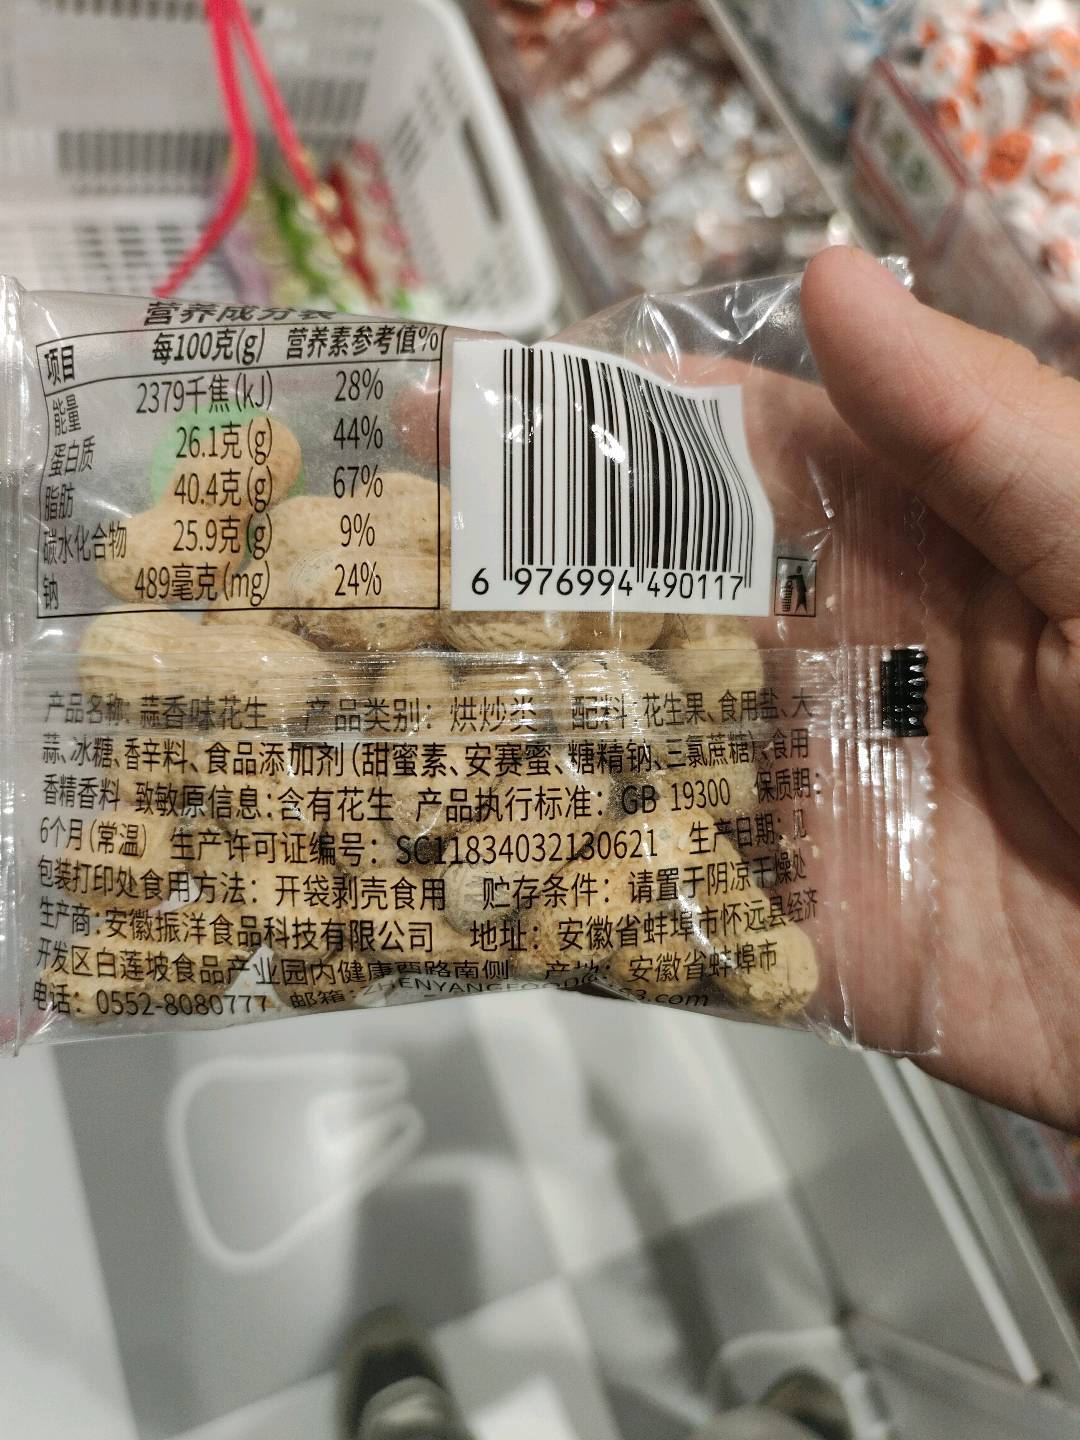 营养成分表
项目 每100克(g) 营养素参考值%
能量 2379千焦(kJ) 28%
蛋白质 26.1克(g) 44%
脂肪 40.4克(g) 67%
碳水化合物 25.9克(g) 9%
钠 489毫克(mg) 24%
6 976994 490117
产品名称: 蒜香味花生 产品类别: 烘炒类 配料: 花生果、食用盐、大
蒜、冰糖、香辛料、食品添加剂(甜蜜素、安赛蜜、糖精钠、三氯蔗糖)、食用
香精香料 致敏原信息:含有花生 产品执行标准: GB 19300 保质期:
6个月(常温) 生产许可证编号: SC11834032130621 生产日期: 见
包装打印处食用方法: 开袋剥壳食用 贮存条件: 请置于阴凉干燥处
生产商:安徽振洋食品科技有限公司 地址: 安徽省蚌埠市怀远县经济
开发区白莲坡食品产业园内健康西路南侧 产地: 安徽省蚌埠市
电话: 0552-8080777 邮箱: